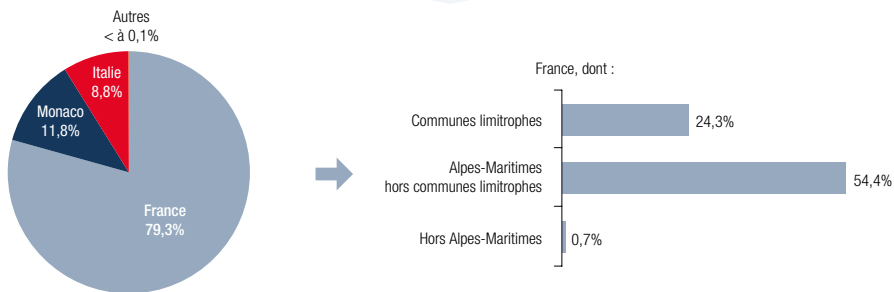 Autres
< à 0,1%
Italie
8,8%
Monaco
11,8%
France
79,3%
France, dont :
Communes limitrophes
24,3%
Alpes-Maritimes
hors communes limitrophes
54,4%
Hors Alpes-Maritimes
0,7%